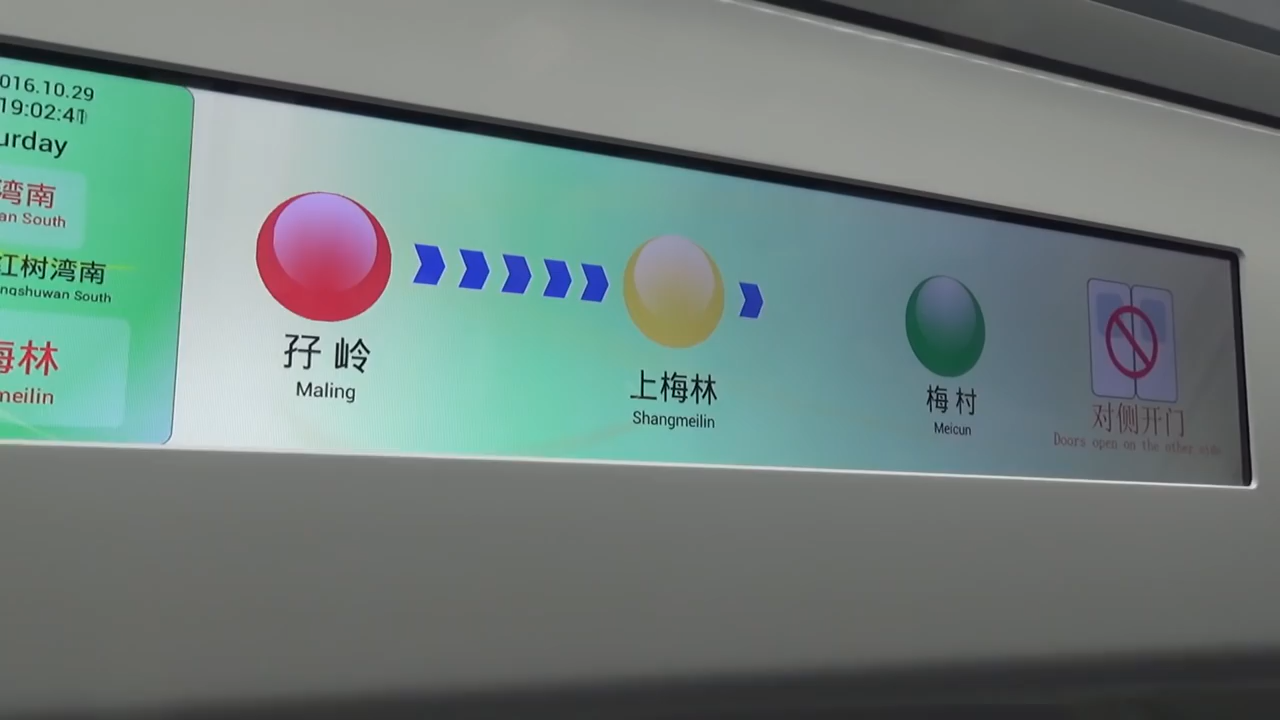 016.10.29
19:02:41
urday
湾南
an South
红树湾南
ngshuwan South
梅林
meilin
孖岭
Maling
上梅林
Shangmeilin
梅村
Meicun
对侧开门
Doors open on the other side